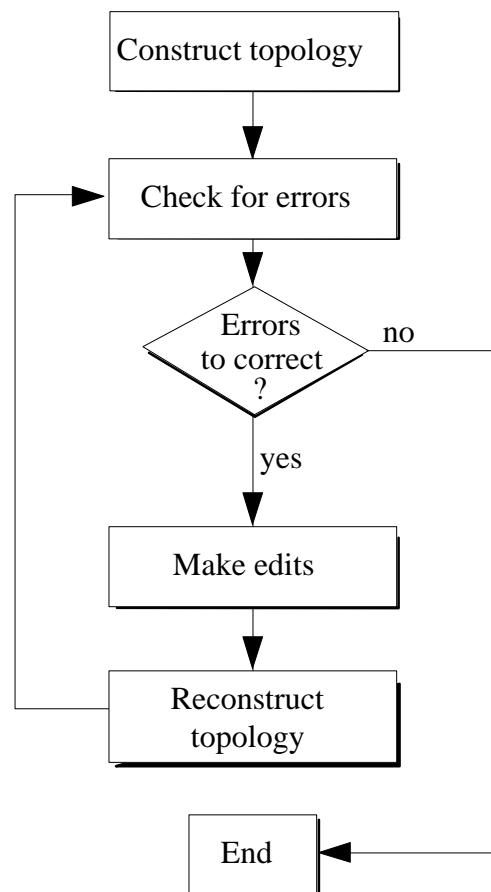 Construct topology
Check for errors
Errors
to correct
?
no
yes
Make edits
Reconstruct
topology
End